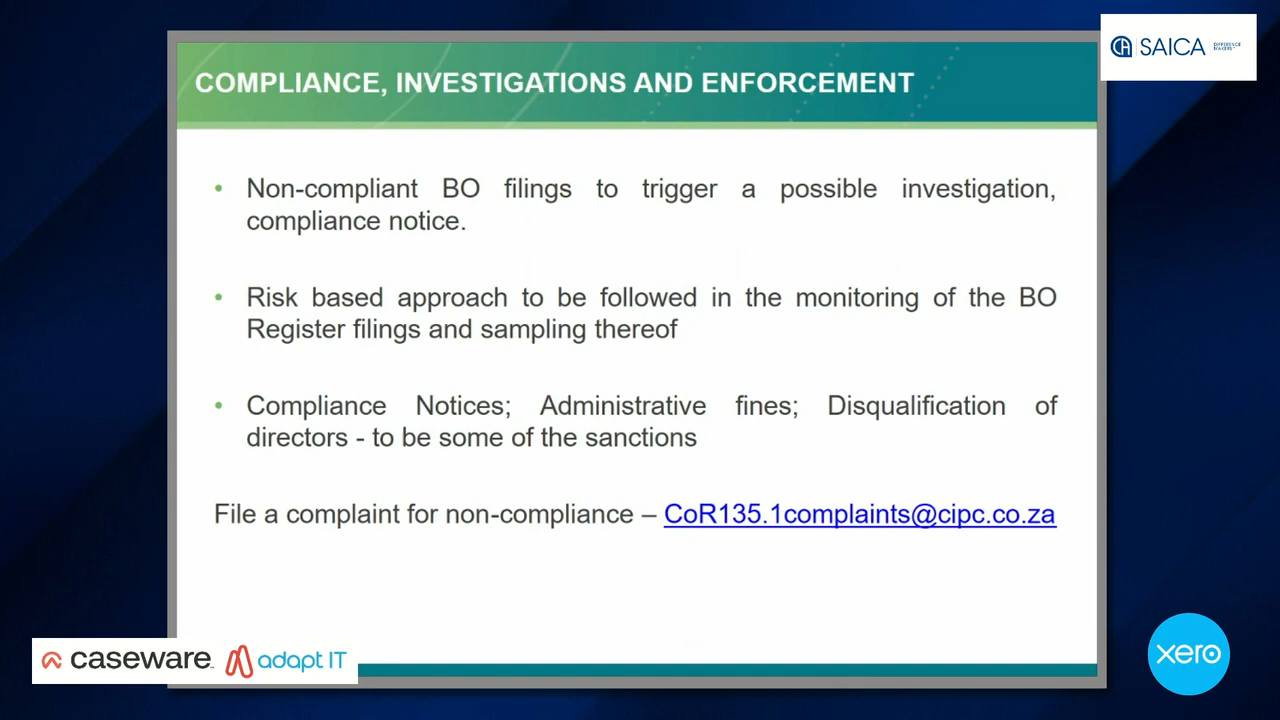 SAICA DIFFERENCE MAKERS
COMPLIANCE, INVESTIGATIONS AND ENFORCEMENT
• Non-compliant BO filings to trigger a possible investigation,
compliance notice.
• Risk based approach to be followed in the monitoring of the BO
Register filings and sampling thereof
• Compliance Notices; Administrative fines; Disqualification of
directors - to be some of the sanctions
File a complaint for non-compliance – CoR135.1complaints@cipc.co.za
caseware adapt IT
xero